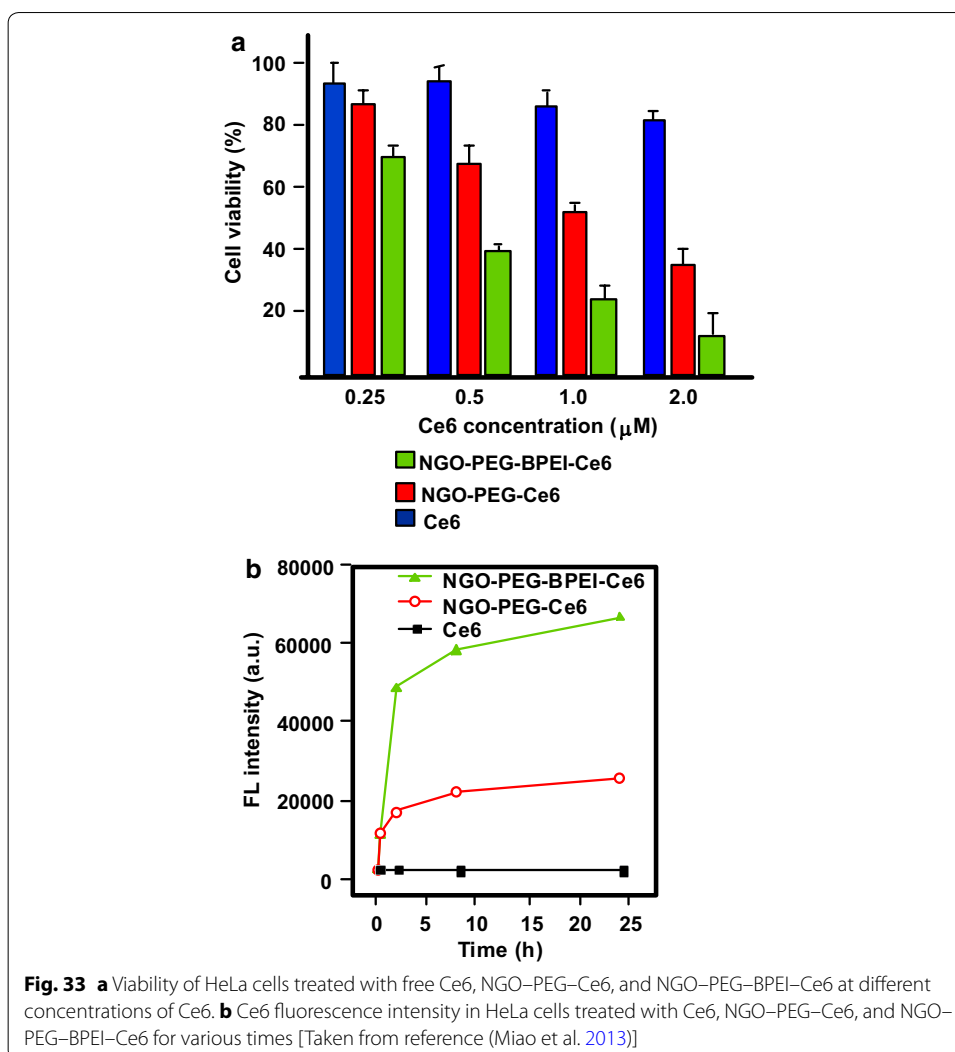 a
100
80
60
40
20
Cell viability (%)
0.25 0.5 1.0 2.0
Ce6 concentration (μM)
NGO-PEG-BPEI-Ce6
NGO-PEG-Ce6
Ce6
b
80000
60000
40000
20000
0
FL intensity (a.u.)
NGO-PEG-BPEI-Ce6
NGO-PEG-Ce6
Ce6
0 5 10 15 20 25
Time (h)
Fig. 33 a Viability of HeLa cells treated with free Ce6, NGO–PEG–Ce6, and NGO–PEG–BPEI–Ce6 at different
concentrations of Ce6. b Ce6 fluorescence intensity in HeLa cells treated with Ce6, NGO–PEG–Ce6, and NGO–
PEG–BPEI–Ce6 for various times [Taken from reference (Miao et al. 2013)]